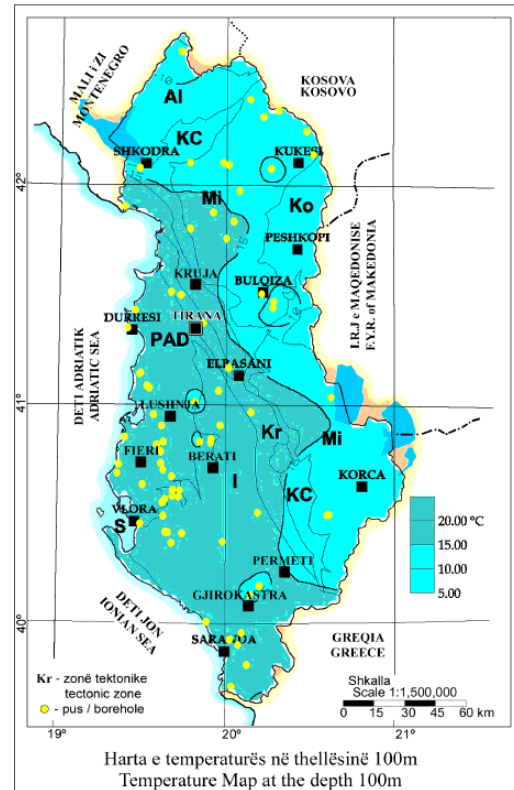 MALI i ZI
MONTENEGRO
KOSOVA
KOSOVO
10
Al
KC
SHKODRA
KUKESI
42°
15
Mi
Ko
PESHKOPI
15
KRUJA
BULQIZA
I.R.J e MAQEDONISE
F.Y.R. of MAKEDONIA
DURRESI
TIRANA
PAD
DETI ADRIATIK
ADRIATIC SEA
ELPASANI
41°
LUSHNJA
Kr
Mi
FIERI
BERATI
I
KC
KORCA
VLORA
S
20.00 °C
15.00
10.00
5.00
PERMETI
GJIROKASTRA
40°
DETI JON
IONIAN SEA
SARANDA
GREQIA
GREECE
Kr - zonë tektonike
tectonic zone
- pus / borehole
Shkalla
Scale 1:1,500,000
0 15 30 45 60 km
19° 20° 21°
Harta e temperaturës në thellësinë 100m
Temperature Map at the depth 100m